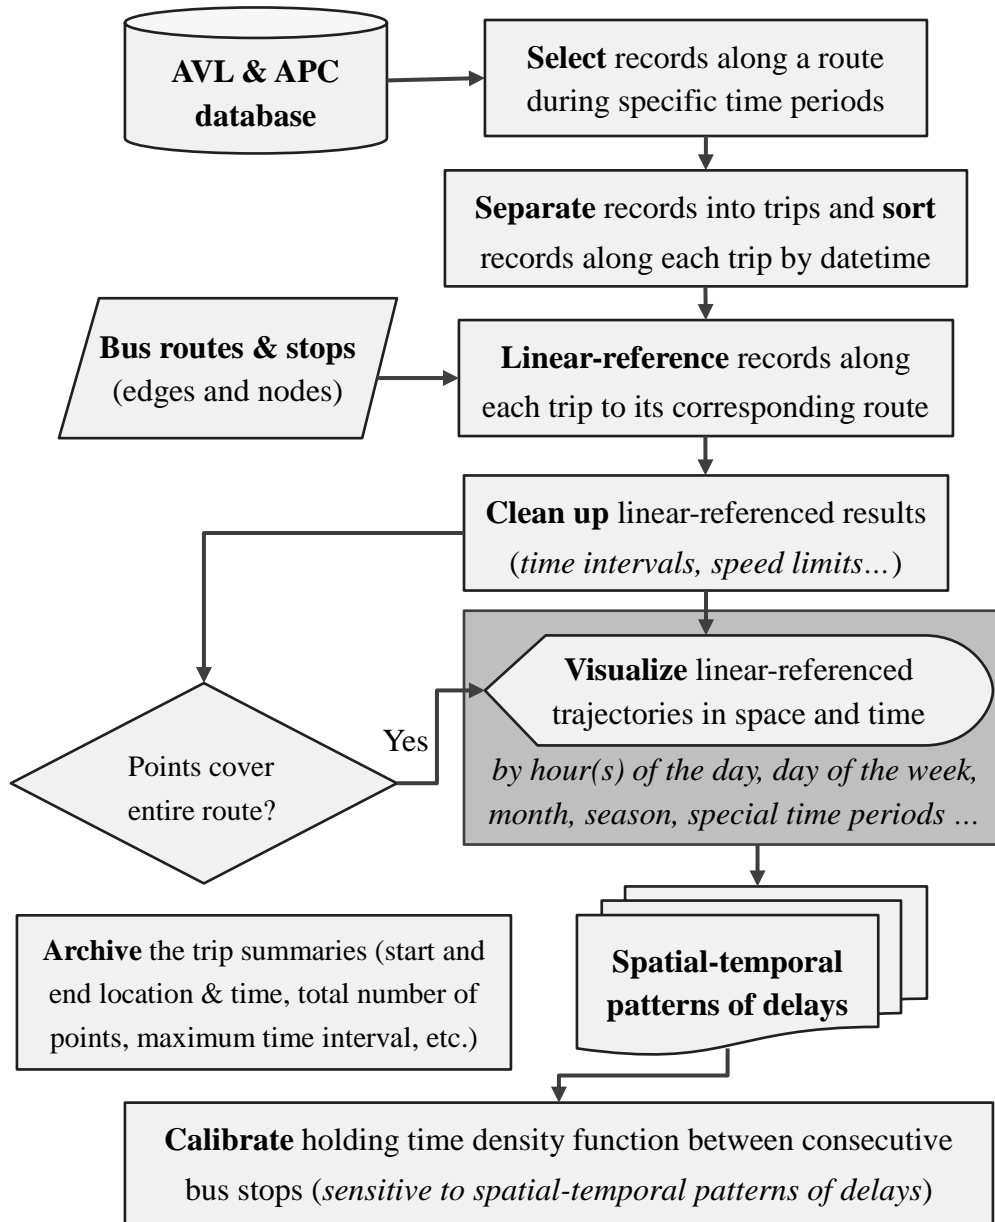 AVL & APC
database
Select records along a route
during specific time periods
Separate records into trips and sort
records along each trip by datetime
Bus routes & stops
(edges and nodes)
Linear-reference records along
each trip to its corresponding route
Clean up linear-referenced results
(time intervals, speed limits…)
Visualize linear-referenced
trajectories in space and time
by hour(s) of the day, day of the week,
month, season, special time periods …
Yes
Points cover
entire route?
Archive the trip summaries (start and
end location & time, total number of
points, maximum time interval, etc.)
Spatial-temporal
patterns of delays
Calibrate holding time density function between consecutive
bus stops (sensitive to spatial-temporal patterns of delays)